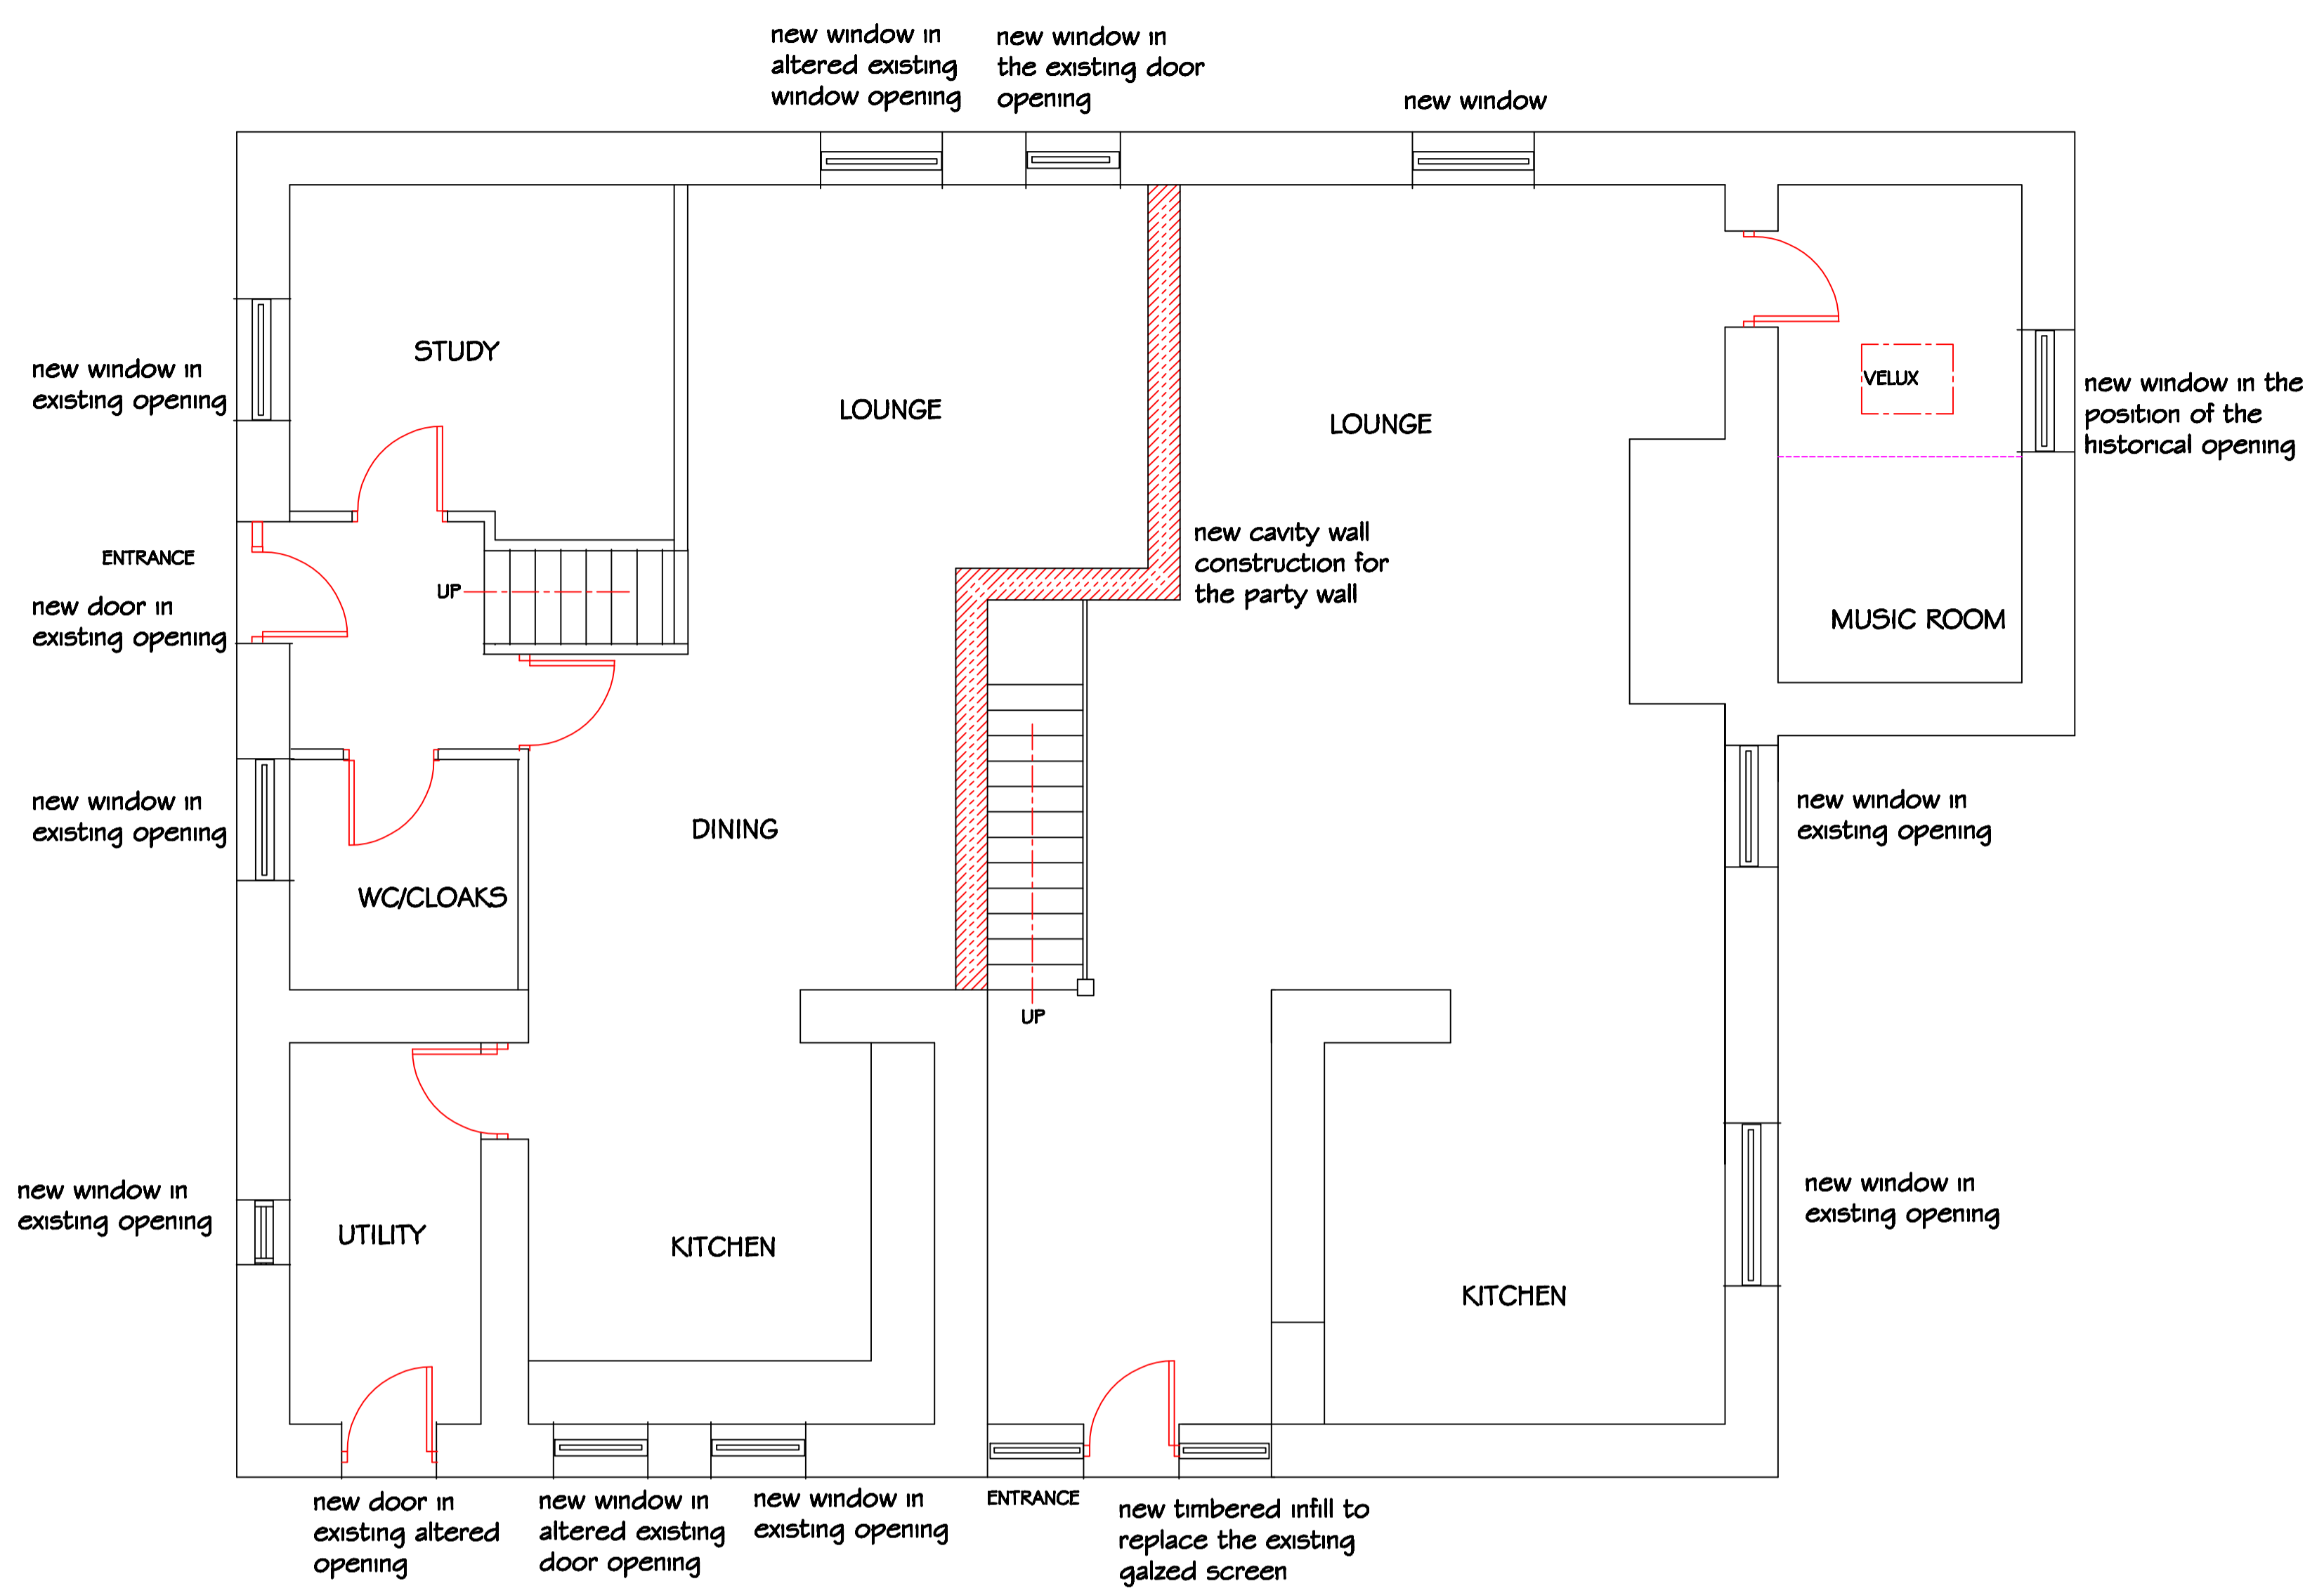 new window in
altered existing
window opening
new window in
the existing door
opening
new window
STUDY
new window in
existing opening
LOUNGE
LOUNGE
VELUX
new window in the
position of the
historical opening
ENTRANCE
new door in
existing opening
UP
new cavity wall
construction for
the party wall
MUSIC ROOM
new window in
existing opening
DINING
WC/CLOAKS
new window in
existing opening
UP
new window in
existing opening
UTILITY
KITCHEN
KITCHEN
new window in
existing opening
new door in
existing altered
opening
new window in
altered existing
door opening
new window in
existing opening
ENTRANCE
new timbered infill to
replace the existing
galzed screen